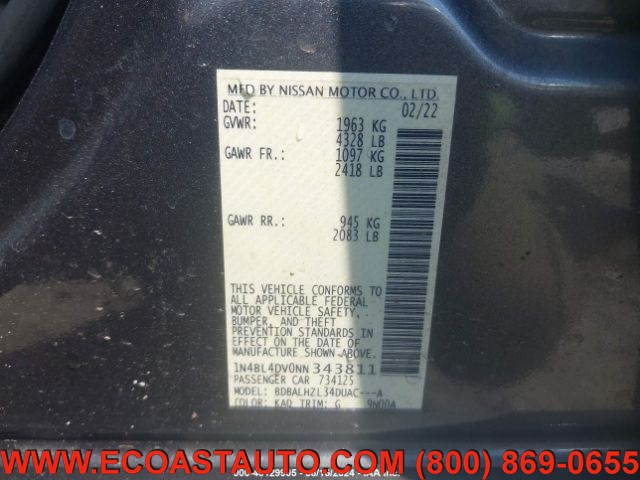 MFD BY NISSAN MOTOR CO., LTD.
DATE: 02/22
GVWR: 1963 KG
4328 LB
GAWR FR.: 1097 KG
2418 LB
GAWR RR.: 945 KG
2083 LB
THIS VEHICLE CONFORMS TO
ALL APPLICABLE FEDERAL
MOTOR VEHICLE SAFETY,
BUMPER, AND THEFT
PREVENTION STANDARDS IN
EFFECT ON THE DATE OF
MANUFACTURE SHOWN ABOVE.
1N4BL4DV0NN343811
PASSENGER CAR 734125
MODEL: BDBALHZL34DUAC---A
COLOR: KAD TRIM: G 9N00A
WWW.ECOASTAUTO.COM (800) 869-0655